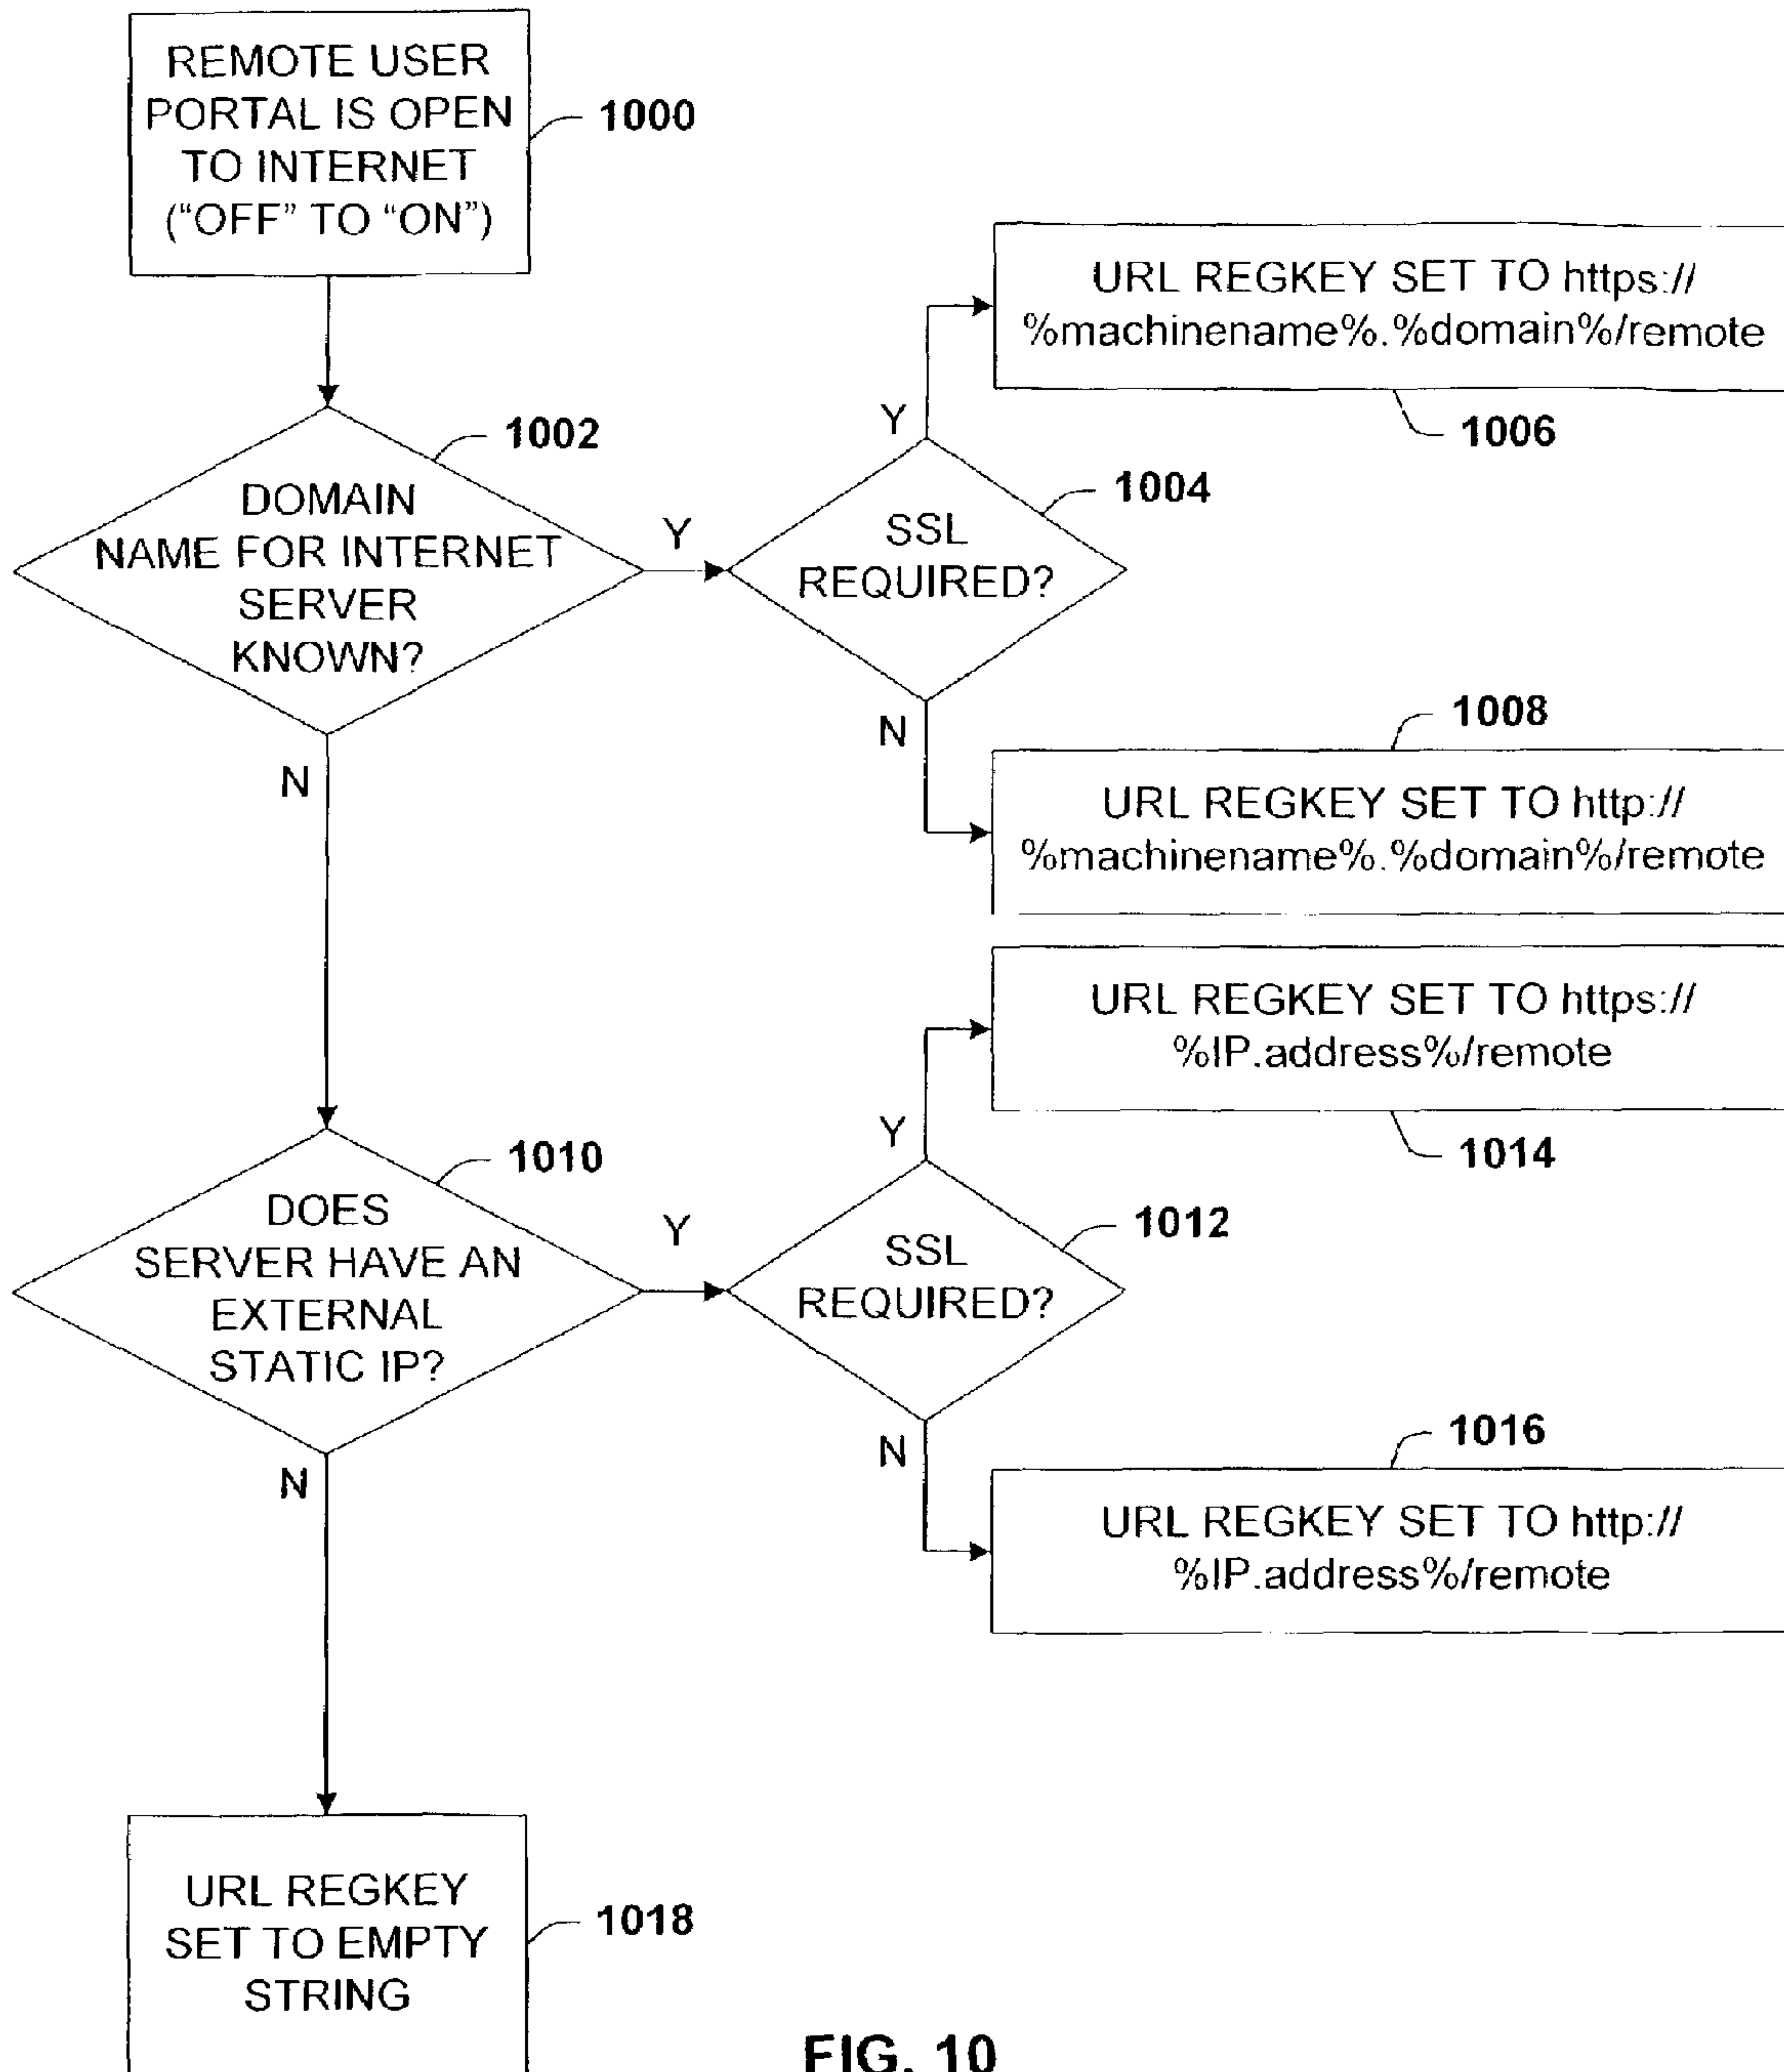 REMOTE USER
PORTAL IS OPEN
TO INTERNET
(“OFF” TO “ON”)
1000
URL REGKEY SET TO https://
%machinename%.%domain%/remote
1006
1002
DOMAIN
NAME FOR INTERNET
SERVER
KNOWN?
Y
N
1004
SSL
REQUIRED?
Y
N
1008
URL REGKEY SET TO http://
%machinename%.%domain%/remote
URL REGKEY SET TO https://
%IP.address%/remote
1014
1010
DOES
SERVER HAVE AN
EXTERNAL
STATIC IP?
Y
N
1012
SSL
REQUIRED?
Y
N
1016
URL REGKEY SET TO http://
%IP.address%/remote
URL REGKEY
SET TO EMPTY
STRING
1018
FIG. 10